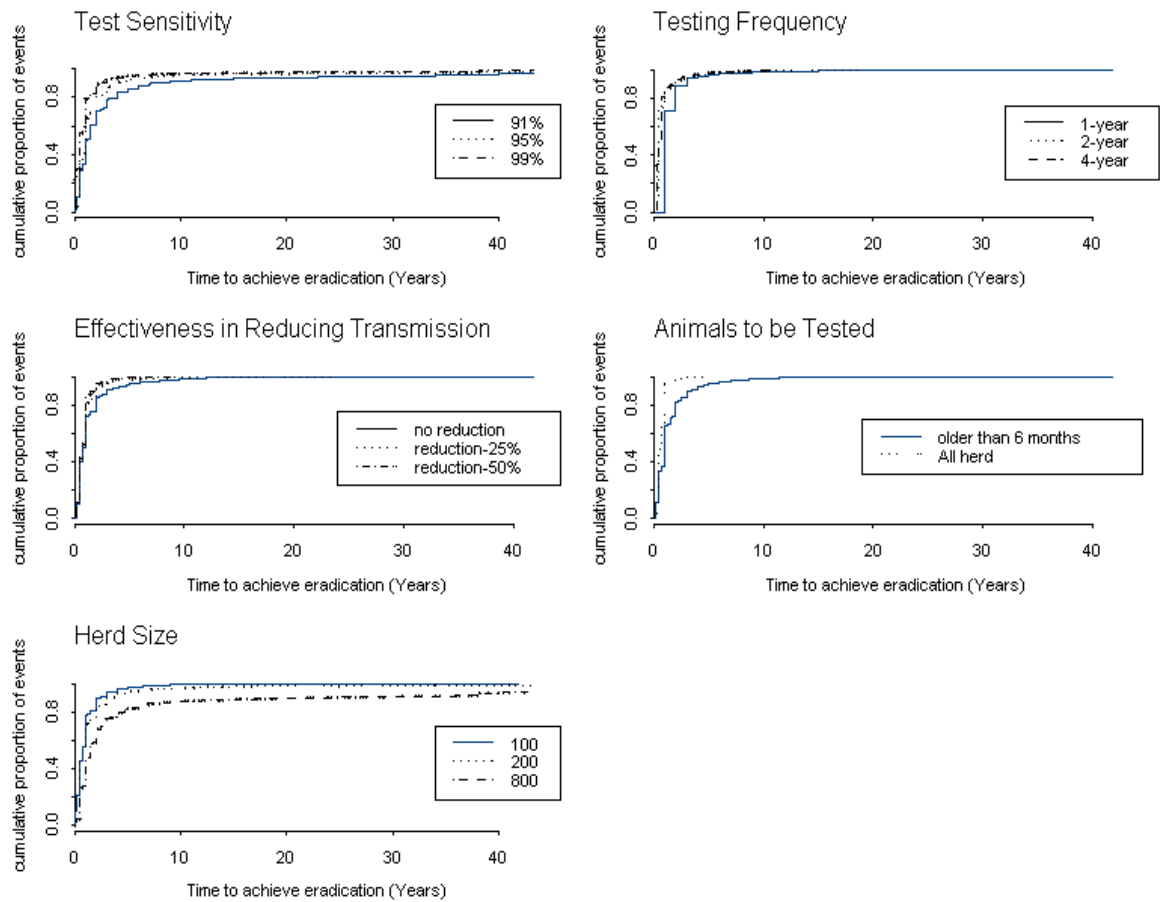 Test Sensitivity
cumulative proportion of events
0.0 0.4 0.8
91%
95%
99%
0 10 20 30 40
Time to achieve eradication (Years)
Testing Frequency
cumulative proportion of events
0.0 0.4 0.8
1-year
2-year
4-year
0 10 20 30 40
Time to achieve eradication (Years)
Effectiveness in Reducing Transmission
cumulative proportion of events
0.0 0.4 0.8
no reduction
reduction-25%
reduction-50%
0 10 20 30 40
Time to achieve eradication (Years)
Animals to be Tested
cumulative proportion of events
0.0 0.4 0.8
older than 6 months
All herd
0 10 20 30 40
Time to achieve eradication (Years)
Herd Size
cumulative proportion of events
0.0 0.4 0.8
100
200
800
0 10 20 30 40
Time to achieve eradication (Years)